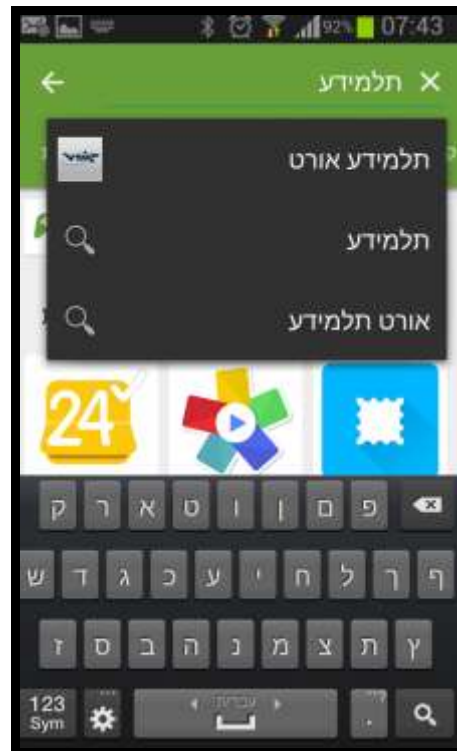 92% 07:43
תלמידע
תלמידע אורט
תלמידע
אורט תלמידע
24
ק ר א ט ו ן ם פ
ש ד ג כ ע י ח ל ך ף
ז ס ב ה נ מ צ ת ץ
123
Sym
עברית
.